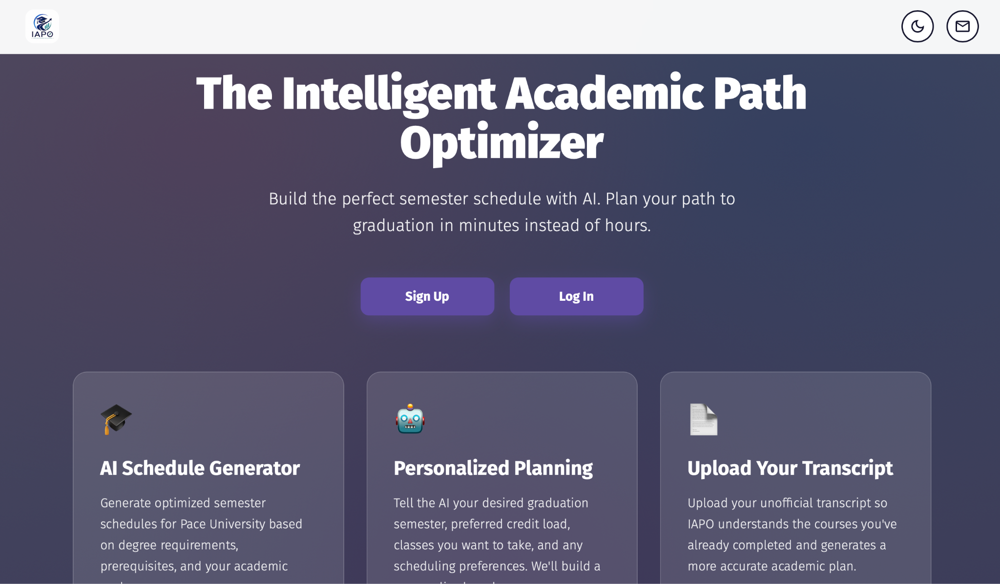 IAPO
The Intelligent Academic Path
Optimizer
Build the perfect semester schedule with AI. Plan your path to
graduation in minutes instead of hours.
Sign Up
Log In
AI Schedule Generator
Generate optimized semester
schedules for Pace University based
on degree requirements,
prerequisites, and your academic
Personalized Planning
Tell the AI your desired graduation
semester, preferred credit load,
classes you want to take, and any
scheduling preferences. We'll build a
Upload Your Transcript
Upload your unofficial transcript so
IAPO understands the courses you've
already completed and generates a
more accurate academic plan.